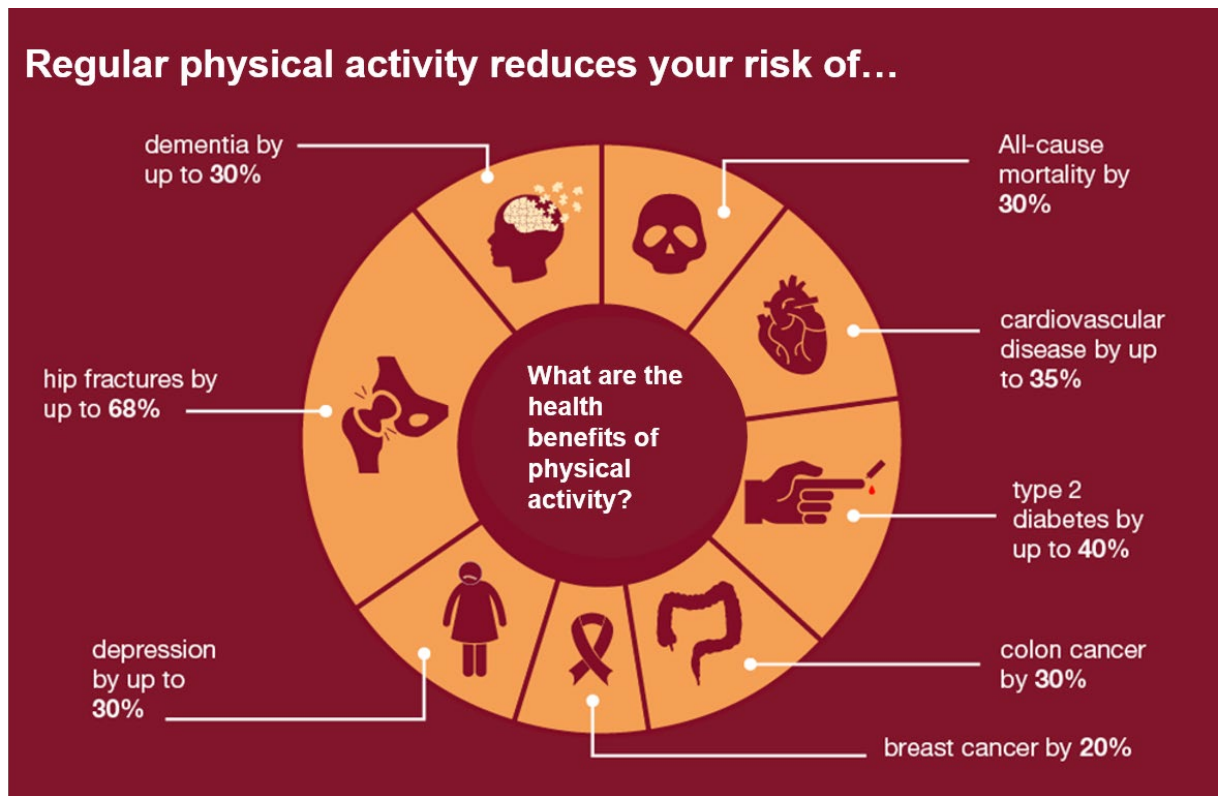 Regular physical activity reduces your risk of…
dementia by
up to 30%
All-cause
mortality by
30%
cardiovascular
disease by up
to 35%
hip fractures by
up to 68%
What are the
health
benefits of
physical
activity?
type 2
diabetes by
up to 40%
depression
by up to
30%
colon cancer
by 30%
breast cancer by 20%